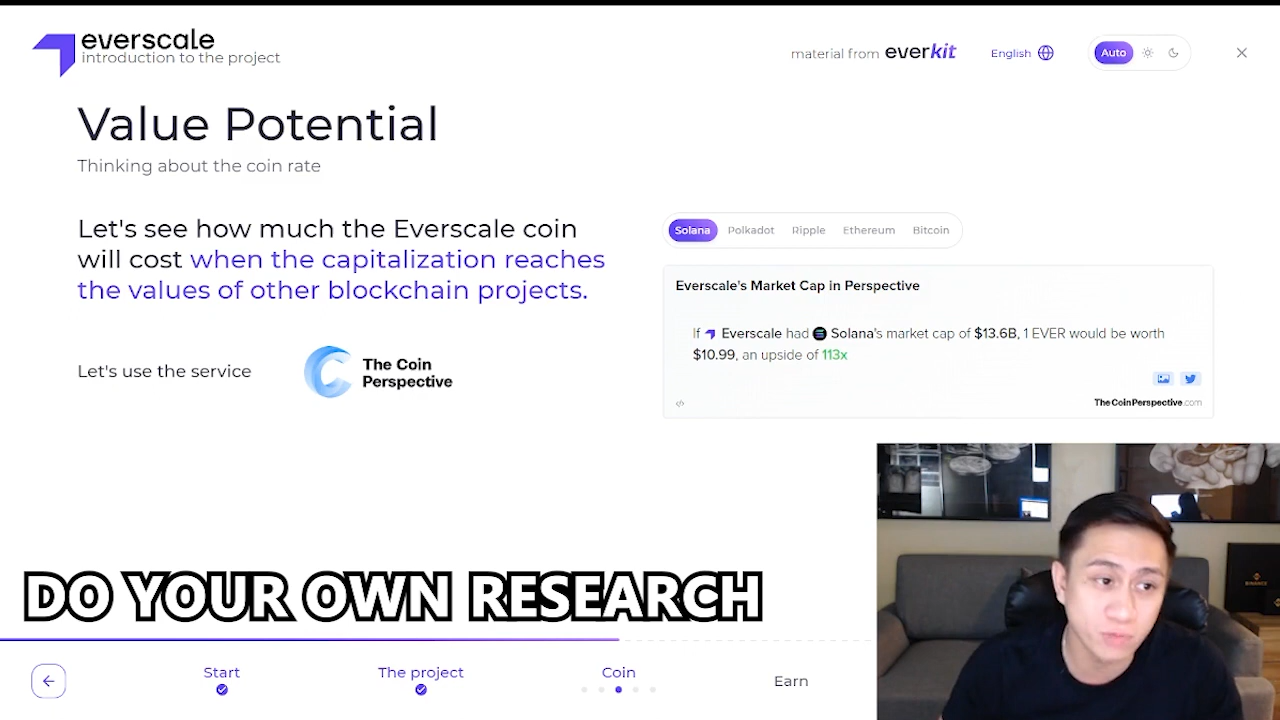 everscale
introduction to the project
material from everkit
English
Auto
Value Potential
Thinking about the coin rate
Let's see how much the Everscale coin
will cost when the capitalization reaches
the values of other blockchain projects.
Let's use the service
The Coin
Perspective
Solana Polkadot Ripple Ethereum Bitcoin
Everscale's Market Cap in Perspective
If Everscale had Solana's market cap of $13.6B, 1 EVER would be worth
$10.99, an upside of 113x
</>
TheCoinPerspective.com
BINANCE
DO YOUR OWN RESEARCH
Start
The project
Coin
Earn